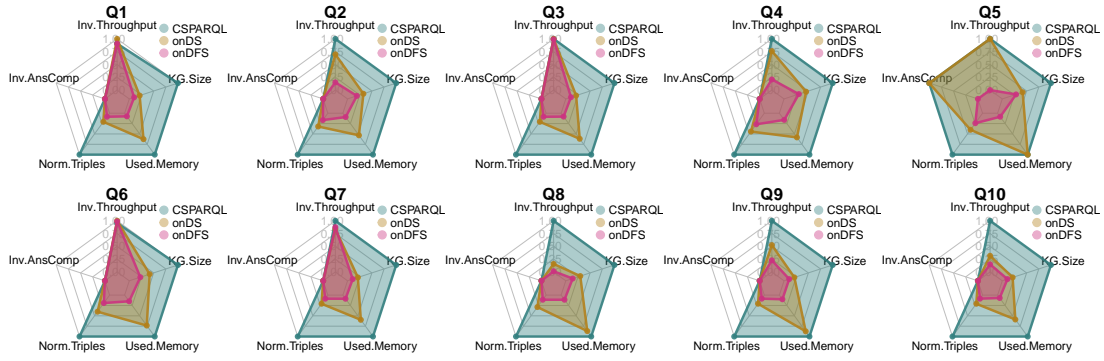 Q1
Inv.Throughput
CSPARQL
onDS
onDFS
Inv.AnsComp
KG.Size
Norm.Triples
Used.Memory
Q2
Inv.Throughput
CSPARQL
onDS
onDFS
Inv.AnsComp
KG.Size
Norm.Triples
Used.Memory
Q3
Inv.Throughput
CSPARQL
onDS
onDFS
Inv.AnsComp
KG.Size
Norm.Triples
Used.Memory
Q4
Inv.Throughput
CSPARQL
onDS
onDFS
Inv.AnsComp
KG.Size
Norm.Triples
Used.Memory
Q5
Inv.Throughput
CSPARQL
onDS
onDFS
Inv.AnsComp
KG.Size
Norm.Triples
Used.Memory
Q6
Inv.Throughput
CSPARQL
onDS
onDFS
Inv.AnsComp
KG.Size
Norm.Triples
Used.Memory
Q7
Inv.Throughput
CSPARQL
onDS
onDFS
Inv.AnsComp
KG.Size
Norm.Triples
Used.Memory
Q8
Inv.Throughput
CSPARQL
onDS
onDFS
Inv.AnsComp
KG.Size
Norm.Triples
Used.Memory
Q9
Inv.Throughput
CSPARQL
onDS
onDFS
Inv.AnsComp
KG.Size
Norm.Triples
Used.Memory
Q10
Inv.Throughput
CSPARQL
onDS
onDFS
Inv.AnsComp
KG.Size
Norm.Triples
Used.Memory